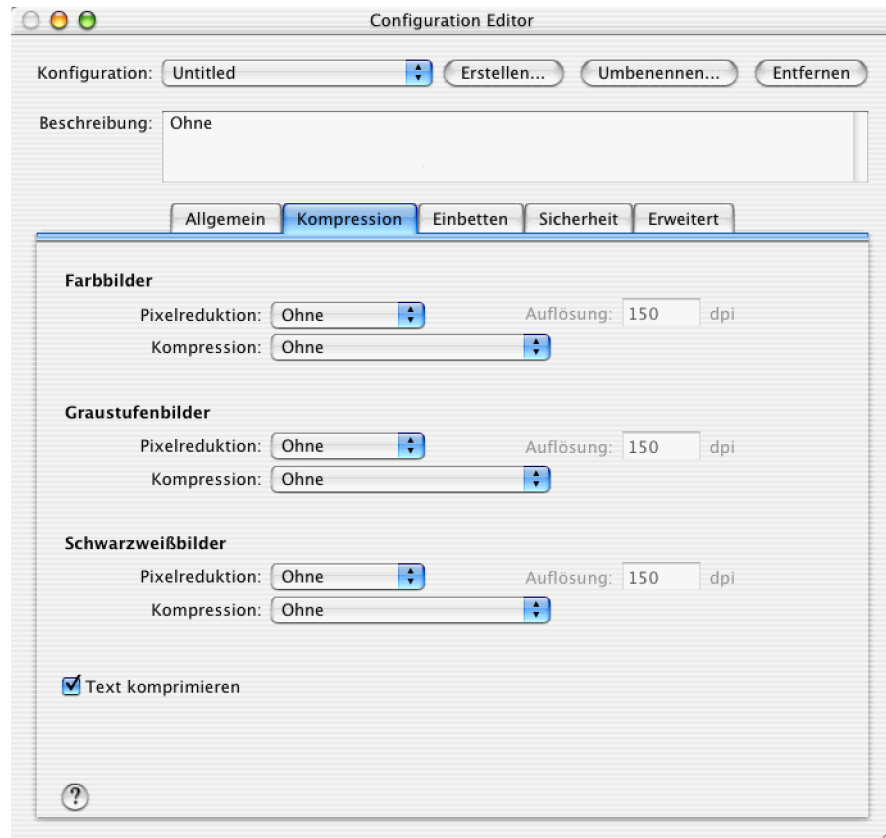 Configuration Editor
Konfiguration: Untitled Erstellen... Umbenennen... Entfernen
Beschreibung: Ohne
Allgemein Kompression Einbetten Sicherheit Erweitert
Farbbilder
Pixelreduktion: Ohne Auflösung: 150 dpi
Kompression: Ohne
Graustufenbilder
Pixelreduktion: Ohne Auflösung: 150 dpi
Kompression: Ohne
Schwarzweißbilder
Pixelreduktion: Ohne Auflösung: 150 dpi
Kompression: Ohne
Text komprimieren
?